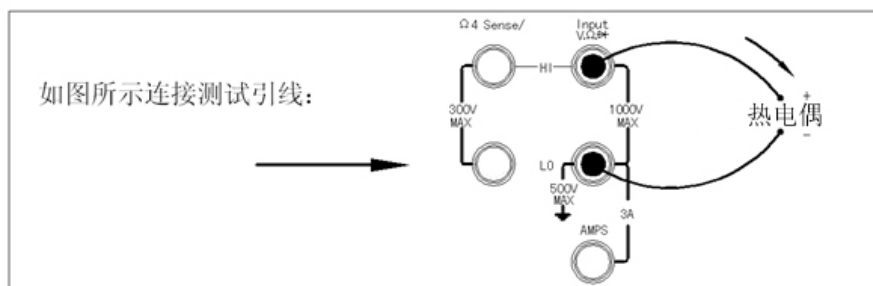 Ω4 Sense/
Input
V.Ω.
HI
如图所示连接测试引线：
300V
MAX
1000V
MAX
+
热电偶
-
LO
500V
MAX
3A
AMPS